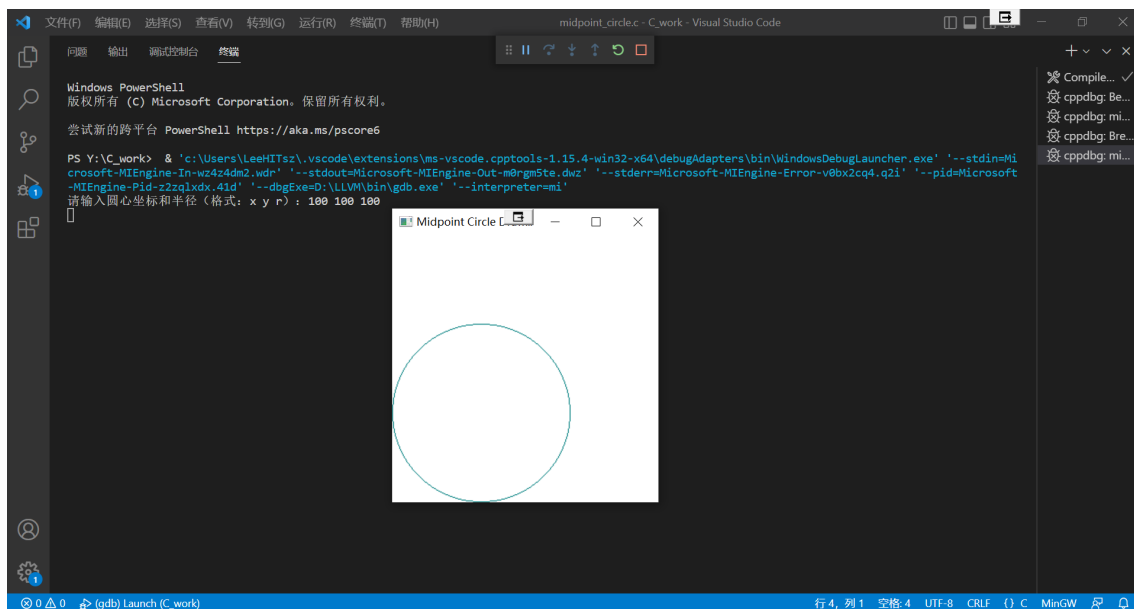 文件(F) 编辑(E) 选择(S) 查看(V) 转到(G) 运行(R) 终端(T) 帮助(H) midpoint_circle.c - C_work - Visual Studio Code
问题 输出 调试控制台 终端
Windows PowerShell
版权所有 (C) Microsoft Corporation。保留所有权利。
尝试新的跨平台 PowerShell https://aka.ms/pscore6
PS Y:\C_work> & 'c:\Users\LeeHITsz\.vscode\extensions\ms-vscode.cpptools-1.15.4-win32-x64\debugAdapters\bin\WindowsDebugLauncher.exe' '--stdin=Mi
crosoft-MIEngine-In-wz4z4dm2.wdr' '--stdout=Microsoft-MIEngine-Out-m0rgm5te.dwz' '--stderr=Microsoft-MIEngine-Error-v0bx2cq4.q2i' '--pid=Microsoft
-MIEngine-Pid-z2zqlxdx.41d' '--dbgExe=D:\LLVM\bin\gdb.exe' '--interpreter=mi'
请输入圆心坐标和半径（格式：x y r）：100 100 100
Midpoint Circle
Compile...
cppdbg: Be...
cppdbg: mi...
cppdbg: Bre...
cppdbg: mi...
1
1
0 0 (gdb) Launch (C_work) 行 4，列 1 空格: 4 UTF-8 CRLF {} C MinGW